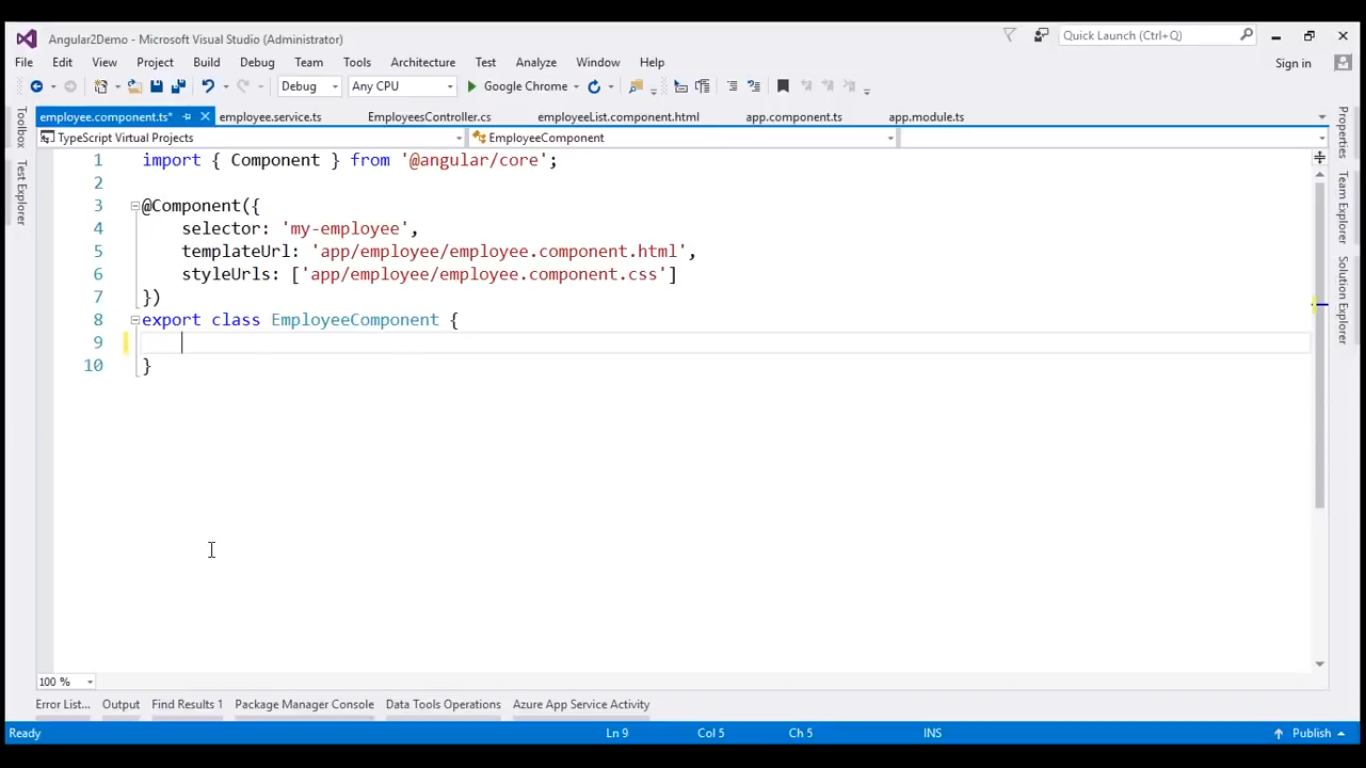 Angular2Demo - Microsoft Visual Studio (Administrator)
Quick Launch (Ctrl+Q)
File Edit View Project Build Debug Team Tools Architecture Test Analyze Window Help
Sign in
Debug Any CPU Google Chrome
employee.component.ts* employee.service.ts EmployeesController.cs employeeList.component.html app.component.ts app.module.ts
TypeScript Virtual Projects EmployeeComponent
1 import { Component } from '@angular/core';
2
3 @Component({
4 selector: 'my-employee',
5 templateUrl: 'app/employee/employee.component.html',
6 styleUrls: ['app/employee/employee.component.css']
7 })
8 export class EmployeeComponent {
9
10 }
Toolbox
Test Explorer
Properties
Team Explorer
Solution Explorer
100 %
Error List... Output Find Results 1 Package Manager Console Data Tools Operations Azure App Service Activity
Ready Ln 9 Col 5 Ch 5 INS Publish